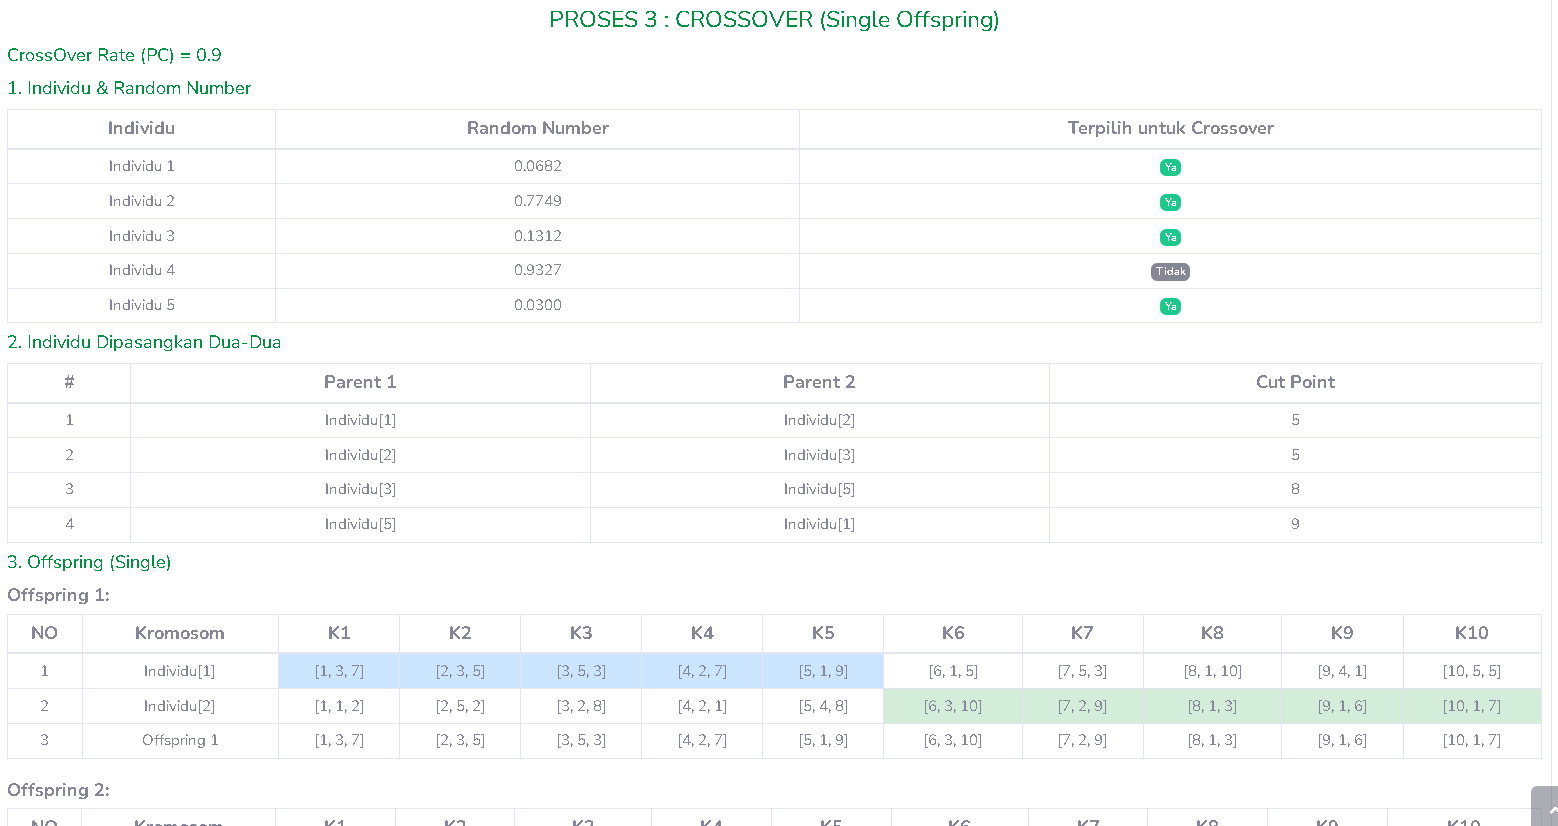 PROSES 3 : CROSSOVER (Single Offspring)
CrossOver Rate (PC) = 0.9
1. Individu & Random Number
Individu Random Number Terpilih untuk Crossover
Individu 1 0.0682 Ya
Individu 2 0.7749 Ya
Individu 3 0.1312 Ya
Individu 4 0.9327 Tidak
Individu 5 0.0300 Ya
2. Individu Dipasangkan Dua-Dua
# Parent 1 Parent 2 Cut Point
1 Individu[1] Individu[2] 5
2 Individu[2] Individu[3] 5
3 Individu[3] Individu[5] 8
4 Individu[5] Individu[1] 9
3. Offspring (Single)
Offspring 1:
NO Kromosom K1 K2 K3 K4 K5 K6 K7 K8 K9 K10
1 Individu[1] [1, 3, 7] [2, 3, 5] [3, 5, 3] [4, 2, 7] [5, 1, 9] [6, 1, 5] [7, 5, 3] [8, 1, 10] [9, 4, 1] [10, 5, 5]
2 Individu[2] [1, 1, 2] [2, 5, 2] [3, 2, 8] [4, 2, 1] [5, 4, 8] [6, 3, 10] [7, 2, 9] [8, 1, 3] [9, 1, 6] [10, 1, 7]
3 Offspring 1 [1, 3, 7] [2, 3, 5] [3, 5, 3] [4, 2, 7] [5, 1, 9] [6, 3, 10] [7, 2, 9] [8, 1, 3] [9, 1, 6] [10, 1, 7]
Offspring 2:
NO Kromosom K1 K2 K3 K4 K5 K6 K7 K8 K9 K10